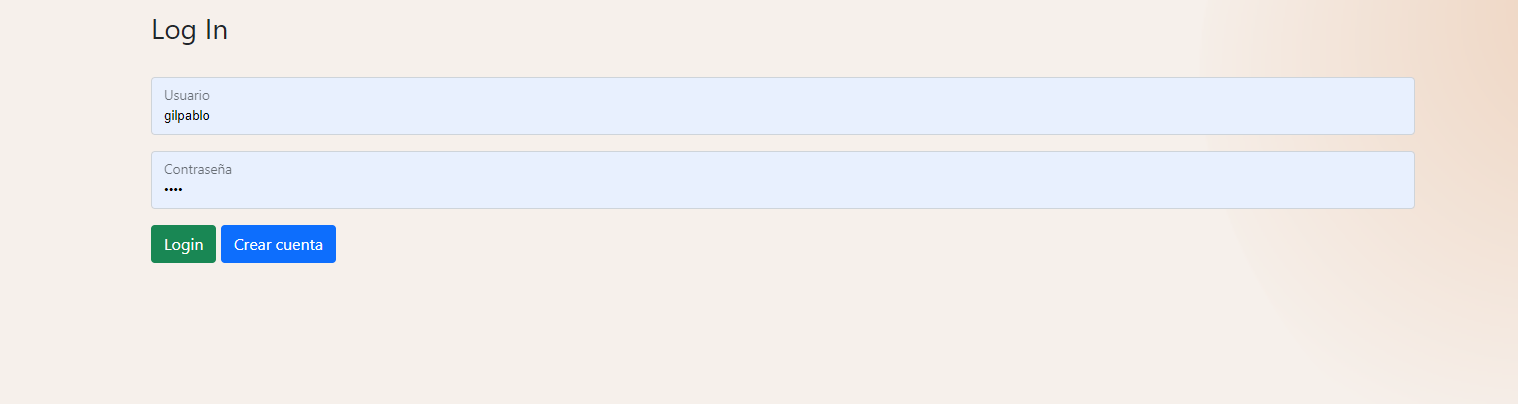 Log In
Usuario
gilpablo
Contraseña
••••
Login Crear cuenta